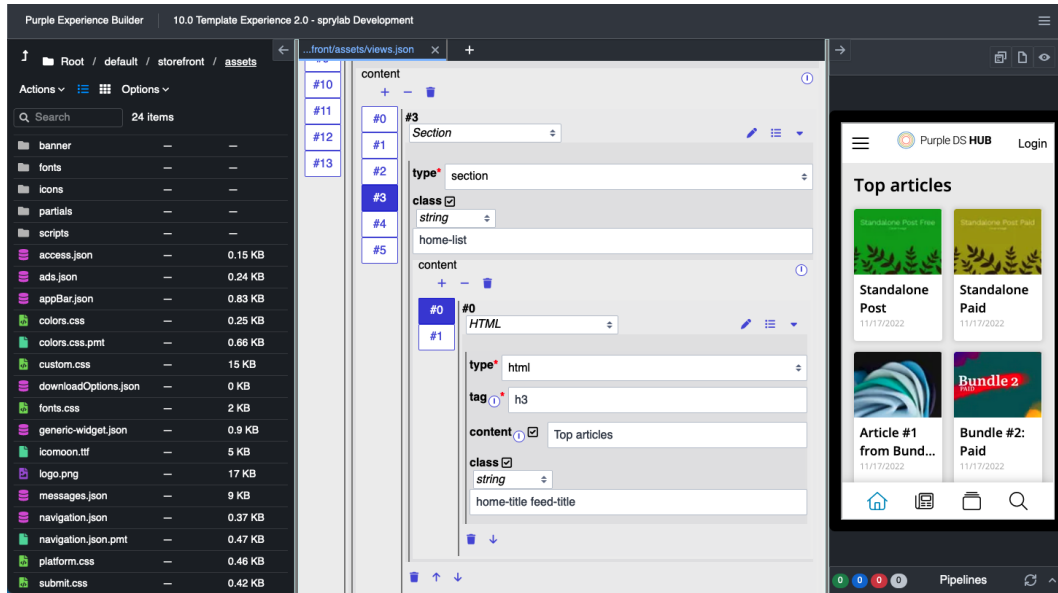 Purple Experience Builder
10.0 Template Experience 2.0 - sprylab Development
Root / default / storefront / assets
Actions
Options
Search
24 items
banner — —
fonts — —
icons — —
partials — —
scripts — —
access.json — 0.15 KB
ads.json — 0.24 KB
appBar.json — 0.83 KB
colors.css — 0.25 KB
colors.css.pmt — 0.66 KB
custom.css — 15 KB
downloadOptions.json — 0 KB
fonts.css — 2 KB
generic-widget.json — 0.9 KB
icomoon.ttf — 5 KB
logo.png — 17 KB
messages.json — 9 KB
navigation.json — 0.37 KB
navigation.json.pmt — 0.47 KB
platform.css — 0.46 KB
submit.css — 0.42 KB
...front/assets/views.json
#10
#11
#12
#13
content
#0
#1
#2
#3
#4
#5
#3
Section
type* section
class
string
home-list
content
#0
#1
#0
HTML
type* html
tag * h3
content Top articles
class
string
home-title feed-title
Purple DS HUB
Login
Top articles
Standalone Post Free
Standalone Post Paid
Standalone
Post
11/17/2022
Standalone
Paid
11/17/2022
Bundle 2
PAID
Article #1
from Bund...
11/17/2022
Bundle #2:
Paid
11/17/2022
0 0 0 0
Pipelines